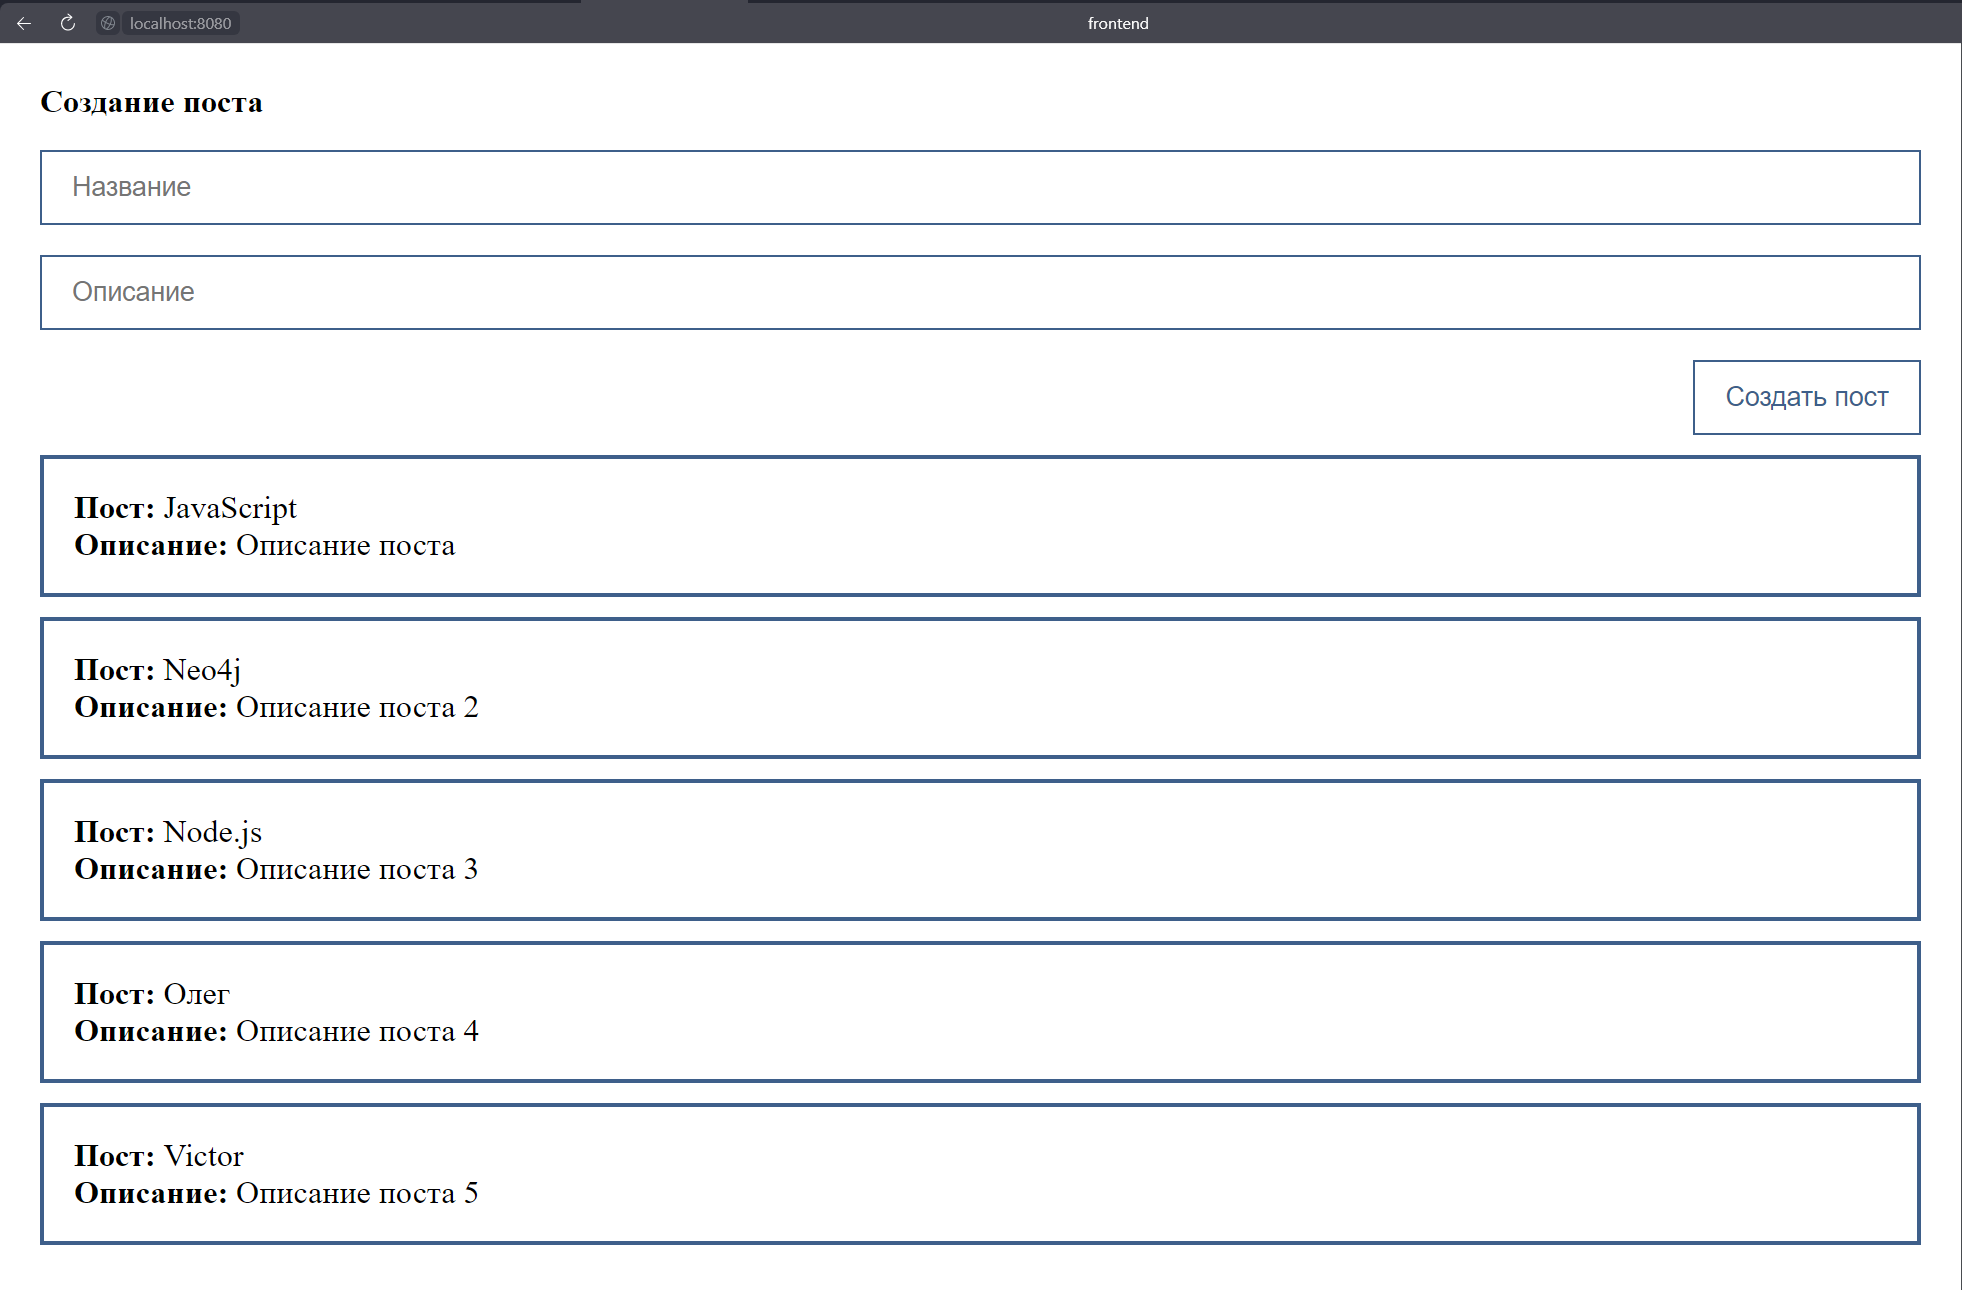 localhost:8080
frontend
Создание поста
Название
Описание
Создать пост
Пост: JavaScript
Описание: Описание поста
Пост: Neo4j
Описание: Описание поста 2
Пост: Node.js
Описание: Описание поста 3
Пост: Олег
Описание: Описание поста 4
Пост: Victor
Описание: Описание поста 5